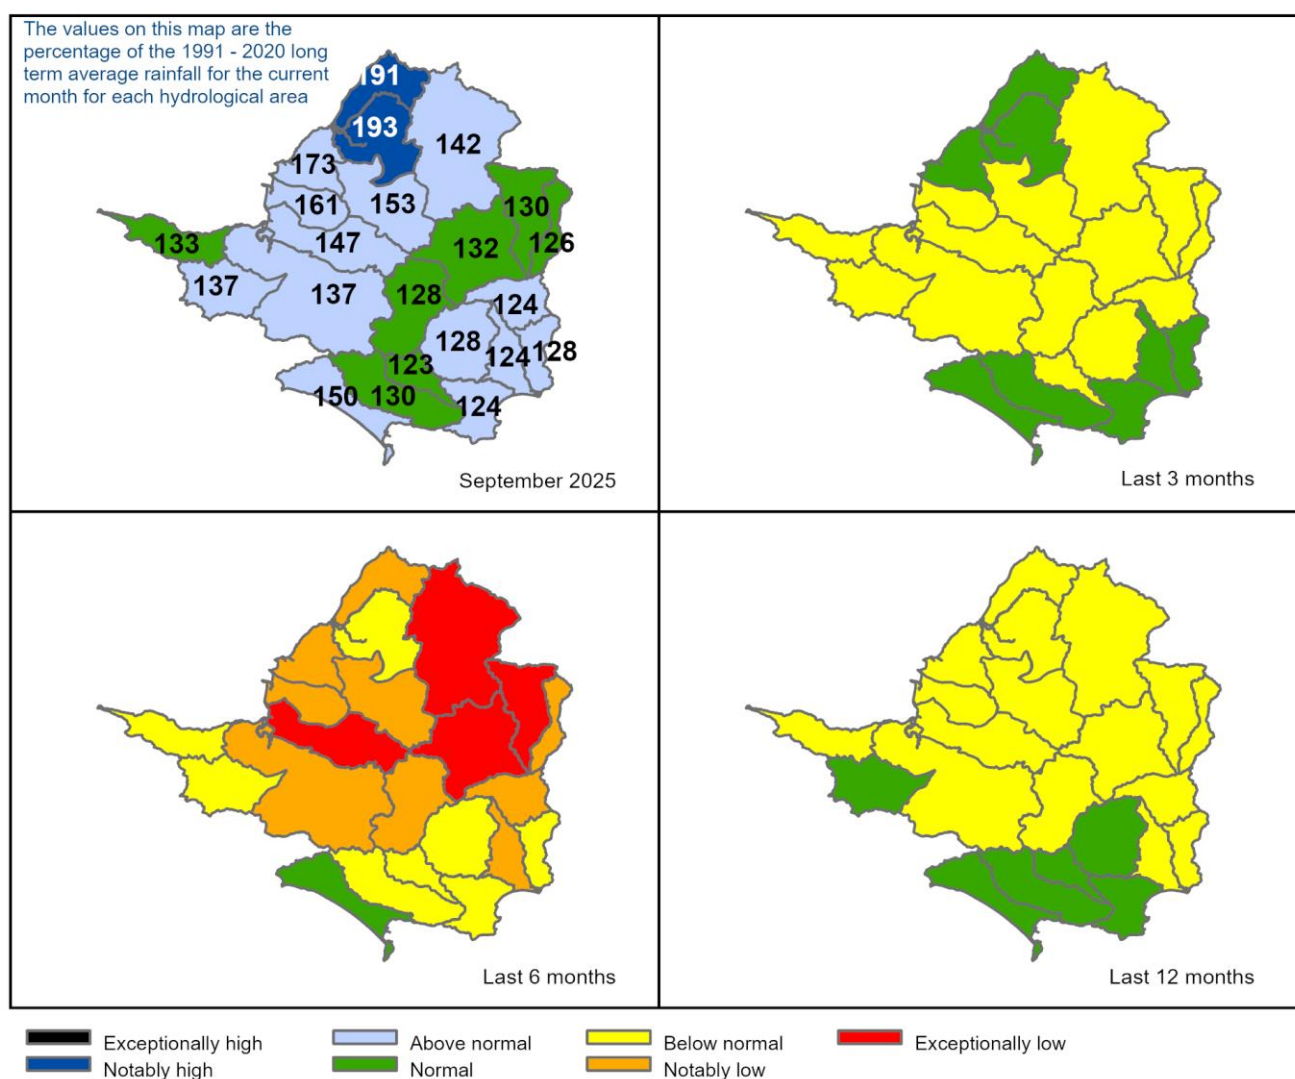 The values on this map are the
percentage of the 1991 - 2020 long
term average rainfall for the current
month for each hydrological area
191
193
142
173
161
153
130
133
147
132
126
137
137
128
124
128
124
128
123
150
130
124
September 2025
Last 3 months
Last 6 months
Last 12 months
Exceptionally high
Above normal
Below normal
Exceptionally low
Notably high
Normal
Notably low